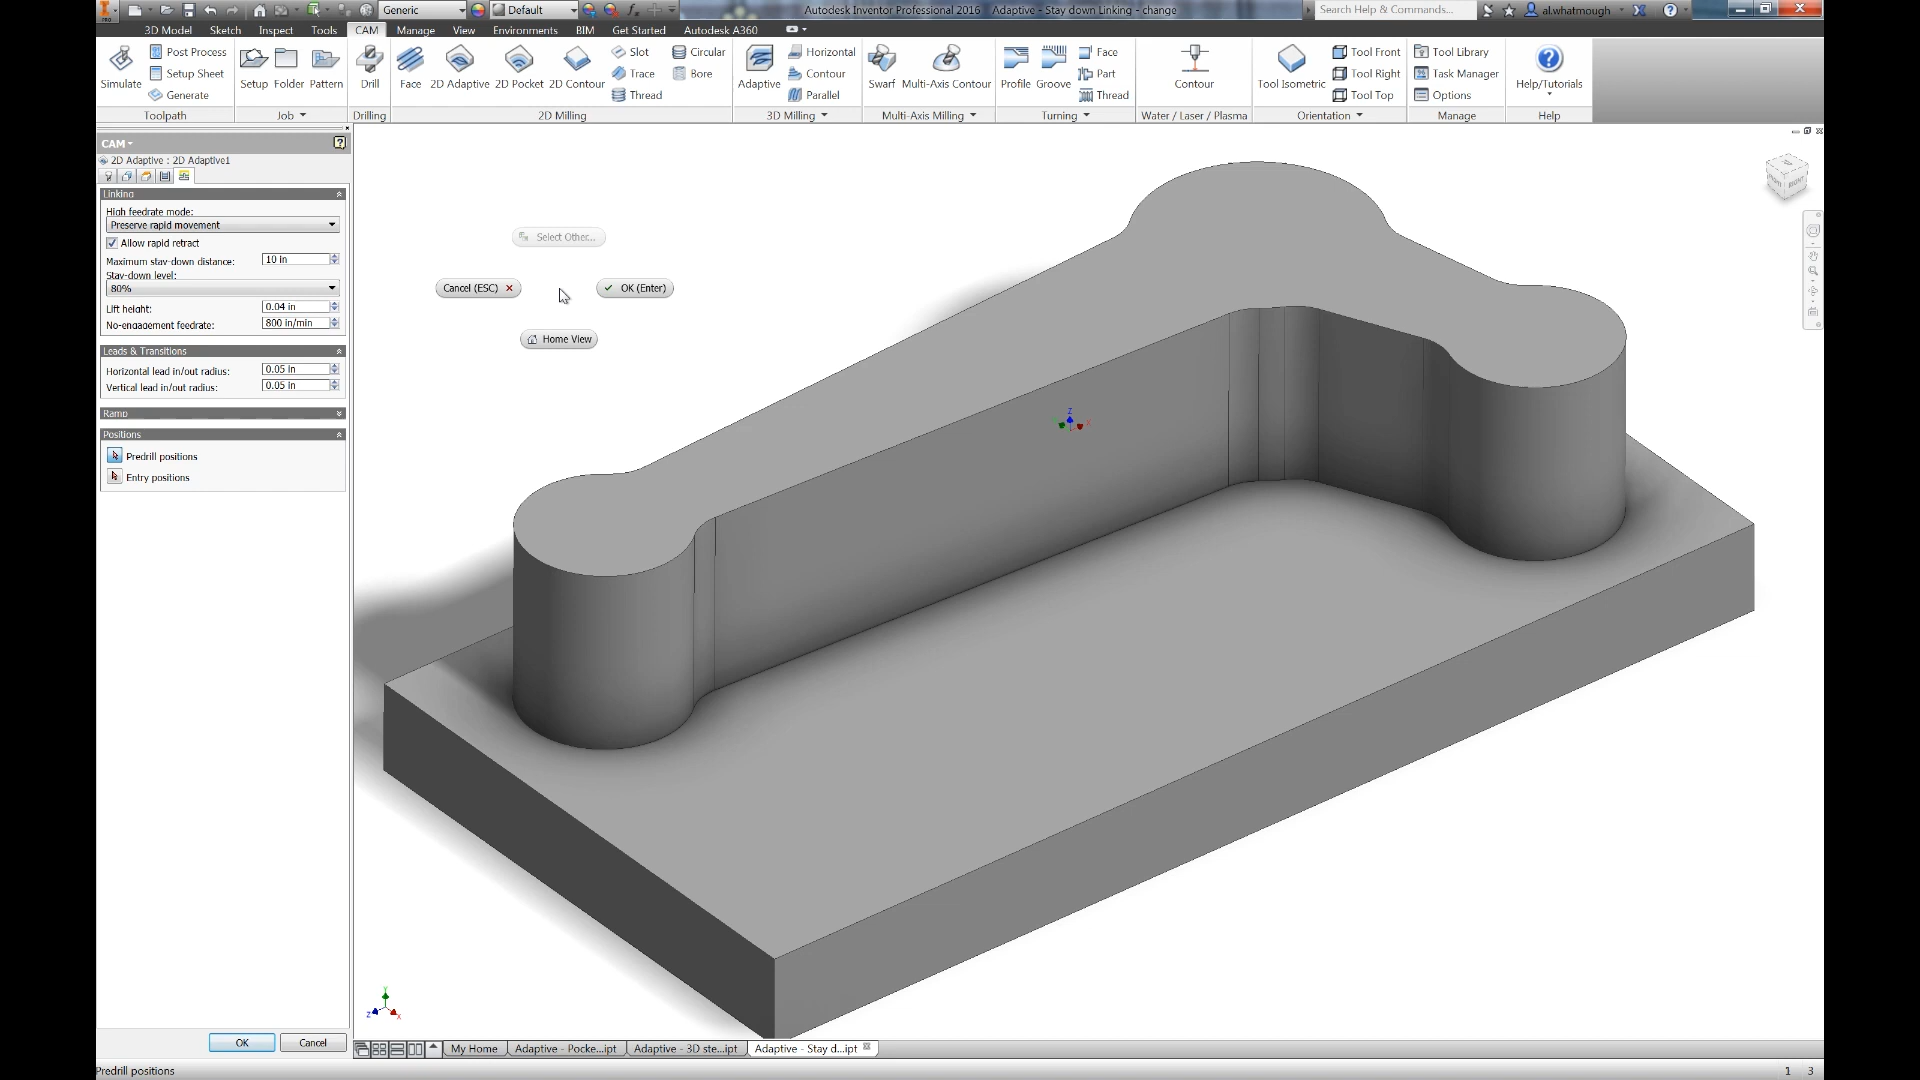 Generic
Default
Autodesk Inventor Professional 2016 Adaptive - Stay down Linking - change
Search Help & Commands...
al.whatmough
3D Model Sketch Inspect Tools CAM Manage View Environments BIM Get Started Autodesk A360
Simulate
Post Process
Setup Sheet
Generate
Toolpath
Setup Folder Pattern
Job
Drill
Drilling
Face 2D Adaptive 2D Pocket 2D Contour
Slot
Trace
Thread
Circular
Bore
2D Milling
Adaptive
Horizontal
Contour
Parallel
3D Milling
Swarf Multi-Axis Contour
Multi-Axis Milling
Profile Groove
Face
Part
Thread
Turning
Contour
Water / Laser / Plasma
Tool Isometric
Tool Front
Tool Right
Tool Top
Orientation
Tool Library
Task Manager
Options
Manage
Help/Tutorials
Help
CAM
2D Adaptive : 2D Adaptive1
Linking
High feedrate mode:
Preserve rapid movement
Allow rapid retract
Maximum stay-down distance: 10 in
Stay-down level:
80%
Lift height: 0.04 in
No-engagement feedrate: 800 in/min
Leads & Transitions
Horizontal lead in/out radius: 0.05 in
Vertical lead in/out radius: 0.05 in
Ramp
Positions
Predrill positions
Entry positions
OK Cancel
Select Other...
Cancel (ESC)
OK (Enter)
Home View
Z
RIGHT
Y
Z X
My Home Adaptive - Pocke...ipt Adaptive - 3D ste...ipt Adaptive - Stay d...ipt
Predrill positions
1 3